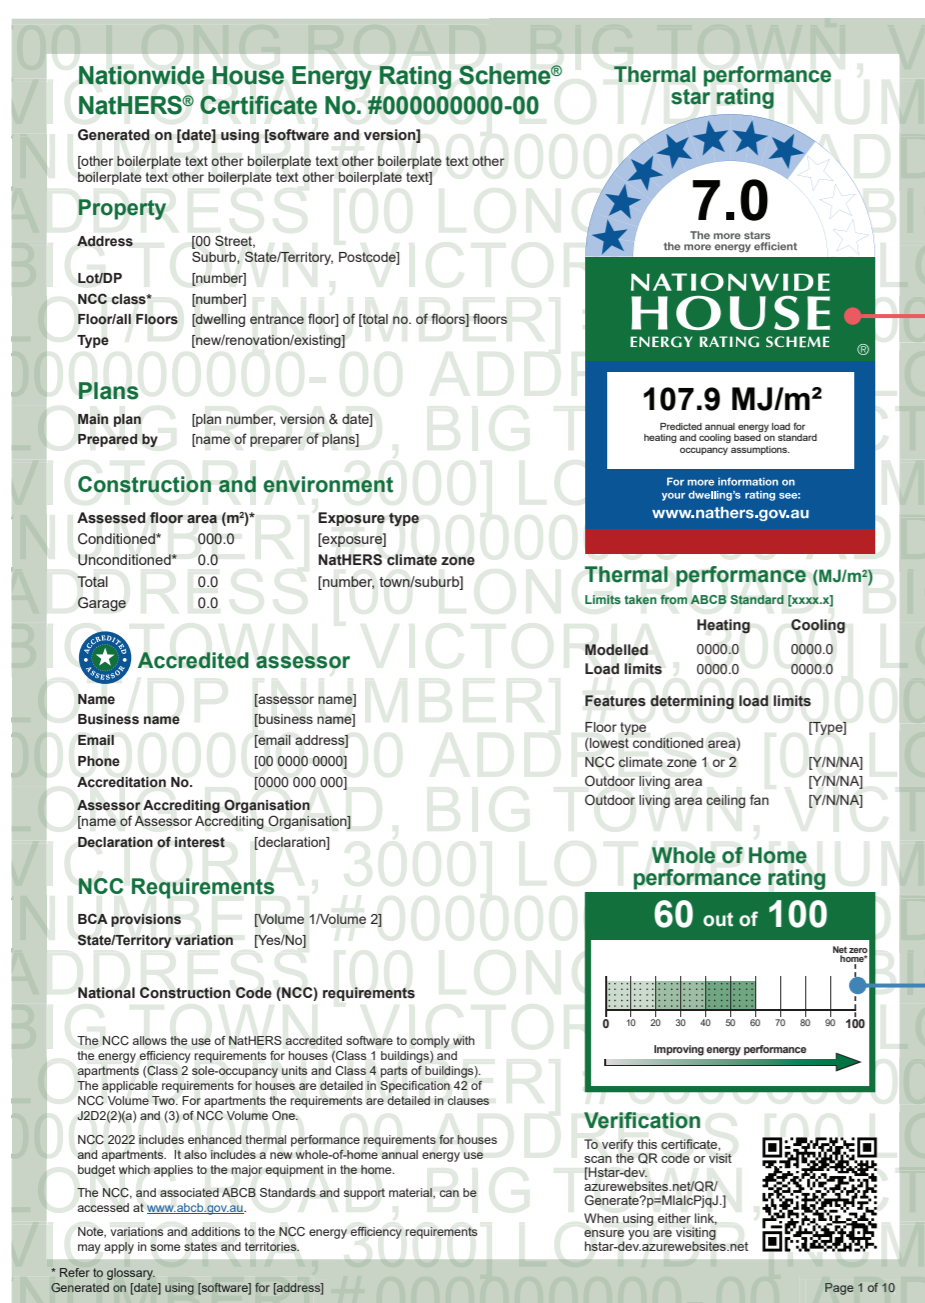 Nationwide House Energy Rating Scheme®
NatHERS® Certificate No. #000000000-00
Generated on [date] using [software and version]
[other boilerplate text other boilerplate text other boilerplate text other
boilerplate text other boilerplate text other boilerplate text]
Property
Address [00 Street,
Suburb, State/Territory, Postcode]
Lot/DP [number]
NCC class* [number]
Floor/all Floors [dwelling entrance floor] of [total no. of floors] floors
Type [new/renovation/existing]
Plans
Main plan [plan number, version & date]
Prepared by [name of preparer of plans]
Construction and environment
Assessed floor area (m²)* Exposure type
Conditioned* 000.0 [exposure]
Unconditioned* 0.0 NatHERS climate zone
Total 0.0 [number, town/suburb]
Garage 0.0
ACCREDITED ASSESSOR
Accredited assessor
Name [assessor name]
Business name [business name]
Email [email address]
Phone [00 0000 0000]
Accreditation No. [0000 000 000]
Assessor Accrediting Organisation
[name of Assessor Accrediting Organisation]
Declaration of interest [declaration]
NCC Requirements
BCA provisions [Volume 1/Volume 2]
State/Territory variation [Yes/No]
National Construction Code (NCC) requirements
The NCC allows the use of NatHERS accredited software to comply with
the energy efficiency requirements for houses (Class 1 buildings) and
apartments (Class 2 sole-occupancy units and Class 4 parts of buildings).
The applicable requirements for houses are detailed in Specification 42 of
NCC Volume Two. For apartments the requirements are detailed in clauses
J2D2(2)(a) and (3) of NCC Volume One.
NCC 2022 includes enhanced thermal performance requirements for houses
and apartments. It also includes a new whole-of-home annual energy use
budget which applies to the major equipment in the home.
The NCC, and associated ABCB Standards and support material, can be
accessed at www.abcb.gov.au.
Note, variations and additions to the NCC energy efficiency requirements
may apply in some states and territories.
Thermal performance
star rating
7.0
The more stars
the more energy efficient
NATIONWIDE
HOUSE
ENERGY RATING SCHEME
®
107.9 MJ/m²
Predicted annual energy load for
heating and cooling based on standard
occupancy assumptions.
For more information on
your dwelling's rating see:
www.nathers.gov.au
Thermal performance (MJ/m²)
Limits taken from ABCB Standard [xxxx.x]
Heating Cooling
Modelled 0000.0 0000.0
Load limits 0000.0 0000.0
Features determining load limits
Floor type [Type]
(lowest conditioned area)
NCC climate zone 1 or 2 [Y/N/NA]
Outdoor living area [Y/N/NA]
Outdoor living area ceiling fan [Y/N/NA]
Whole of Home
performance rating
60 out of 100
Net zero
home*
0 10 20 30 40 50 60 70 80 90 100
Improving energy performance
Verification
To verify this certificate,
scan the QR code or visit
[Hstar-dev.
azurewebsites.net/QR/
Generate?p=MIalcPjqJ.]
When using either link,
ensure you are visiting
hstar-dev.azurewebsites.net
* Refer to glossary.
Generated on [date] using [software] for [address]
Page 1 of 10